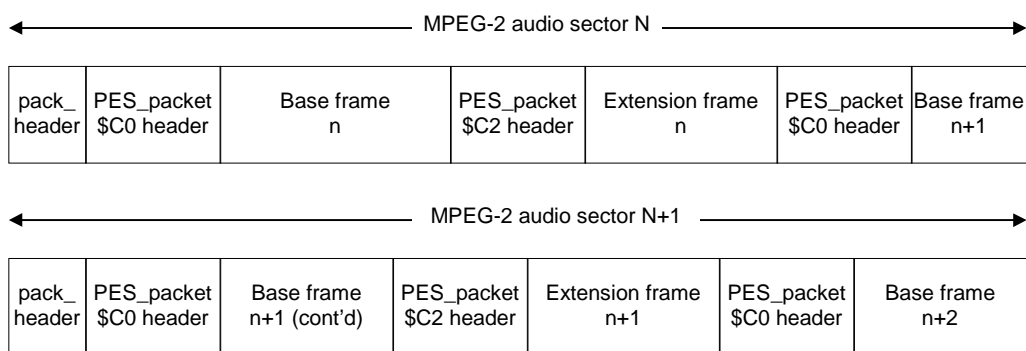 MPEG-2 audio sector N
pack_
header
PES_packet
$C0 header
Base frame
n
PES_packet
$C2 header
Extension frame
n
PES_packet
$C0 header
Base frame
n+1
MPEG-2 audio sector N+1
pack_
header
PES_packet
$C0 header
Base frame
n+1 (cont'd)
PES_packet
$C2 header
Extension frame
n+1
PES_packet
$C0 header
Base frame
n+2